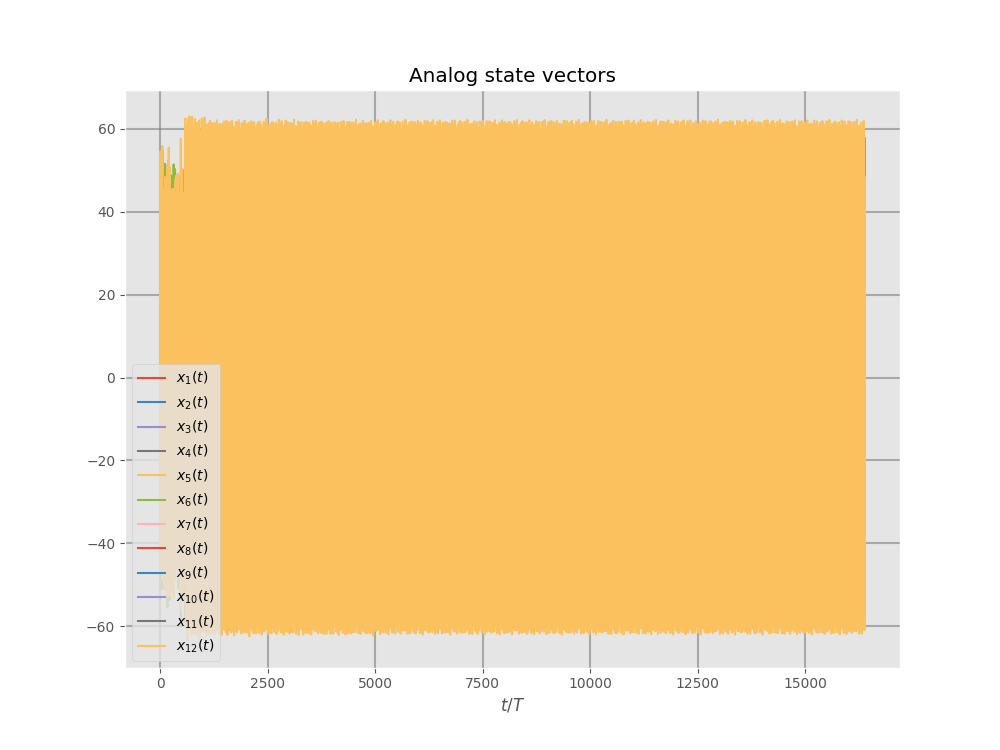 Analog state vectors
60
40
20
0
−20
−40
−60
x₁(t)
x₂(t)
x₃(t)
x₄(t)
x₅(t)
x₆(t)
x₇(t)
x₈(t)
x₉(t)
x₁₀(t)
x₁₁(t)
x₁₂(t)
0 2500 5000 7500 10000 12500 15000
t/T